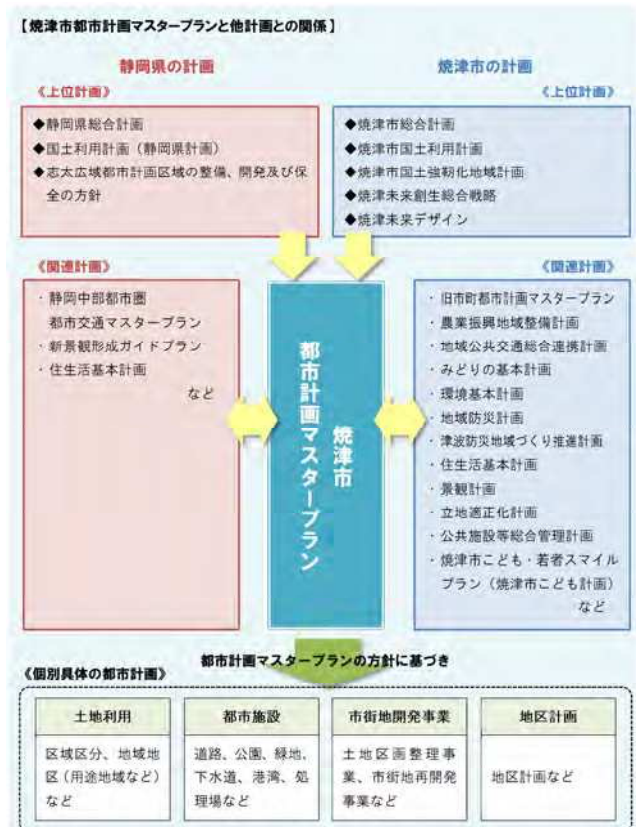 【焼津市都市計画マスタープランと他計画との関係】
静岡県の計画
《上位計画》
◆静岡県総合計画
◆国土利用計画（静岡県計画）
◆志太広域都市計画区域の整備、開発及び保
全の方針
焼津市の計画
《上位計画》
◆焼津市総合計画
◆焼津市国土利用計画
◆焼津市国土強靭化地域計画
◆焼津未来創生総合戦略
◆焼津未来デザイン
《関連計画》
・静岡中部都市圏
都市交通マスタープラン
・新景観形成ガイドプラン
・住生活基本計画
など
焼津市
都市計画マスタープラン
《関連計画》
・旧市町都市計画マスタープラン
・農業振興地域整備計画
・地域公共交通総合連携計画
・みどりの基本計画
・環境基本計画
・地域防災計画
・津波防災地域づくり推進計画
・住生活基本計画
・景観計画
・立地適正化計画
・公共施設等総合管理計画
・焼津市こども・若者スマイル
プラン（焼津市こども計画）
など
都市計画マスタープランの方針に基づき
《個別具体の都市計画》
土地利用
区域区分、地域地
区（用途地域など）
など
都市施設
道路、公園、緑地、
下水道、港湾、処
理場など
市街地開発事業
土地区画整理事
業、市街地再開発
事業など
地区計画
地区計画など